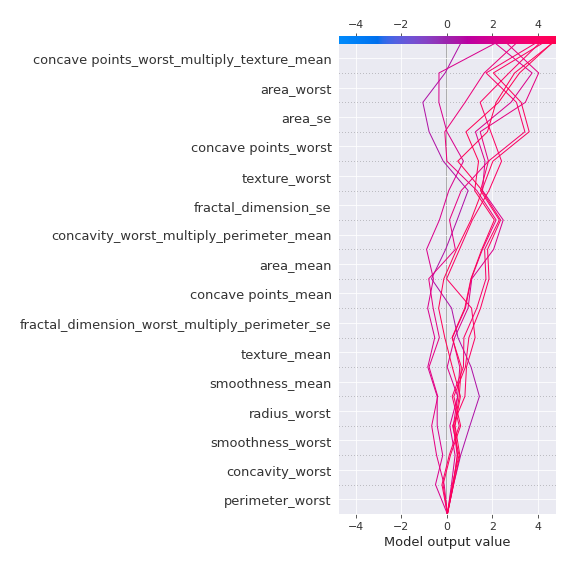 −4 −2 0 2 4
concave points_worst_multiply_texture_mean
area_worst
area_se
concave points_worst
texture_worst
fractal_dimension_se
concavity_worst_multiply_perimeter_mean
area_mean
concave points_mean
fractal_dimension_worst_multiply_perimeter_se
texture_mean
smoothness_mean
radius_worst
smoothness_worst
concavity_worst
perimeter_worst
−4 −2 0 2 4
Model output value